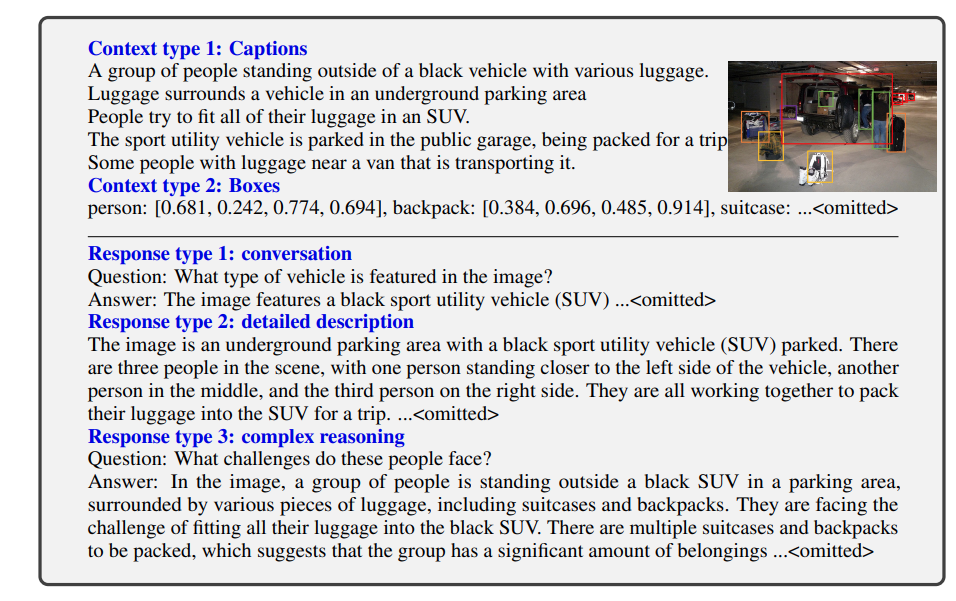 Context type 1: Captions
A group of people standing outside of a black vehicle with various luggage.
Luggage surrounds a vehicle in an underground parking area
People try to fit all of their luggage in an SUV.
The sport utility vehicle is parked in the public garage, being packed for a trip
Some people with luggage near a van that is transporting it.
Context type 2: Boxes
person: [0.681, 0.242, 0.774, 0.694], backpack: [0.384, 0.696, 0.485, 0.914], suitcase: ...<omitted>
Response type 1: conversation
Question: What type of vehicle is featured in the image?
Answer: The image features a black sport utility vehicle (SUV) ...<omitted>
Response type 2: detailed description
The image is an underground parking area with a black sport utility vehicle (SUV) parked. There
are three people in the scene, with one person standing closer to the left side of the vehicle, another
person in the middle, and the third person on the right side. They are all working together to pack
their luggage into the SUV for a trip. ...<omitted>
Response type 3: complex reasoning
Question: What challenges do these people face?
Answer: In the image, a group of people is standing outside a black SUV in a parking area,
surrounded by various pieces of luggage, including suitcases and backpacks. They are facing the
challenge of fitting all their luggage into the black SUV. There are multiple suitcases and backpacks
to be packed, which suggests that the group has a significant amount of belongings ...<omitted>